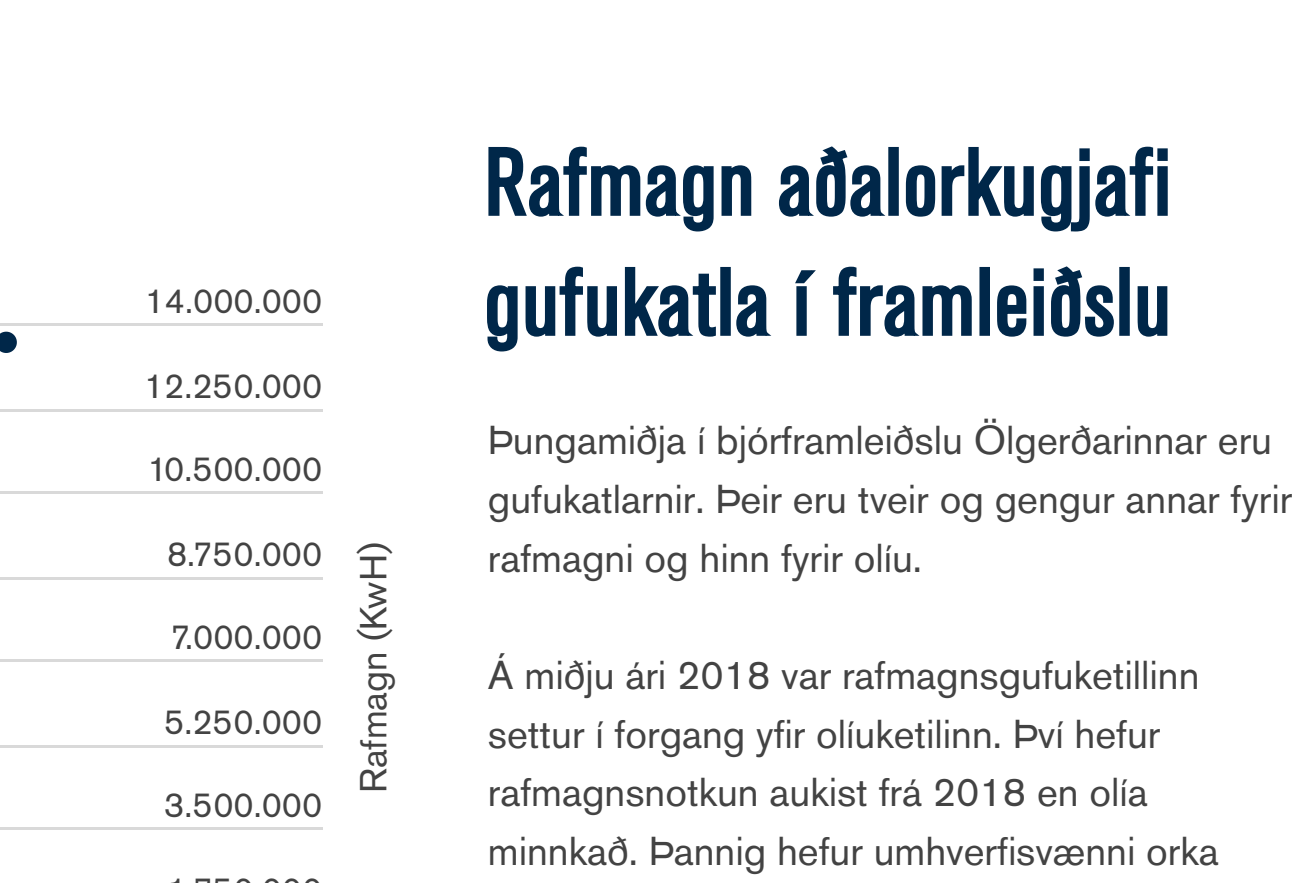 Rafmagn aðalorkugjafi
gufukatla í framleiðslu
14.000.000
12.250.000
10.500.000
8.750.000
7.000.000
5.250.000
3.500.000
Rafmagn (KwH)
Þungamiðja í bjórframleiðslu Ölgerðarinnar eru
gufukatlarnir. Þeir eru tveir og gengur annar fyrir
rafmagni og hinn fyrir olíu.
Á miðju ári 2018 var rafmagnsgufuketillinn
settur í forgang yfir olíuketilinn. Því hefur
rafmagnsnotkun aukist frá 2018 en olía
minnkað. Þannig hefur umhverfisvænni orka